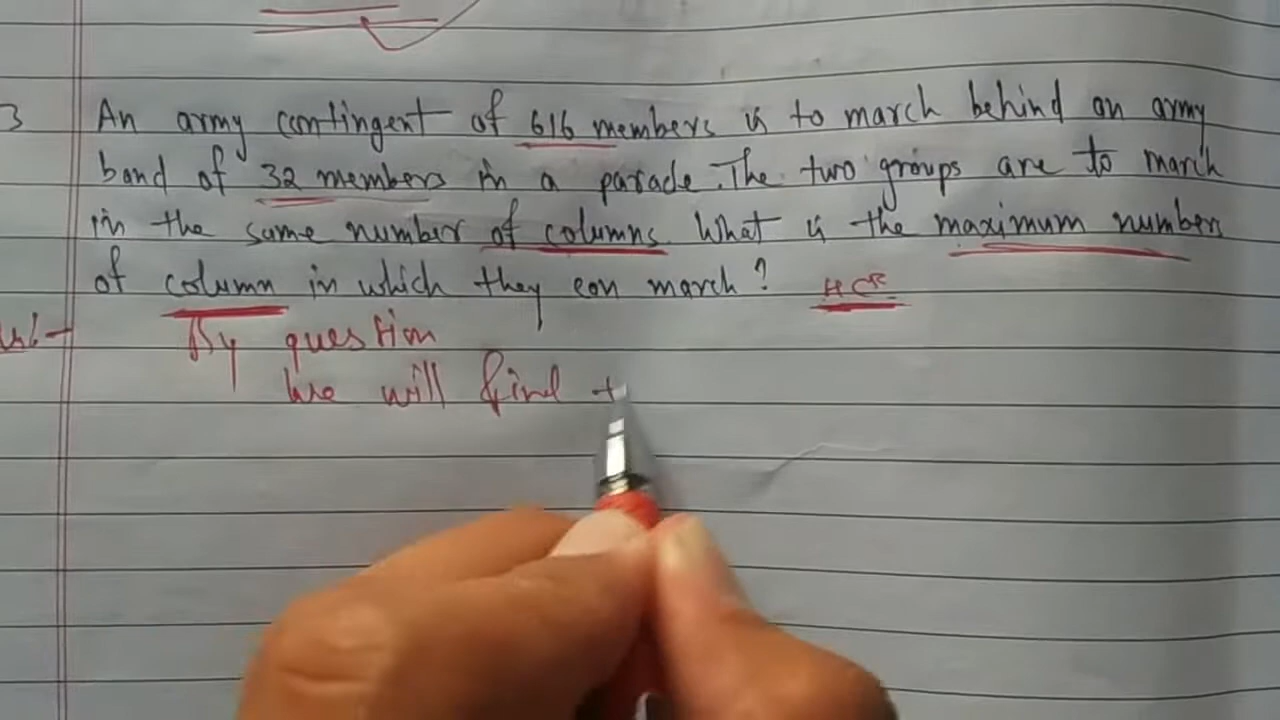 3 An army contingent of 616 members is to march behind an army
band of 32 members in a parade. The two groups are to march
in the same number of columns. What is the maximum number
of column in which they can march? HCF
By question
we will find t